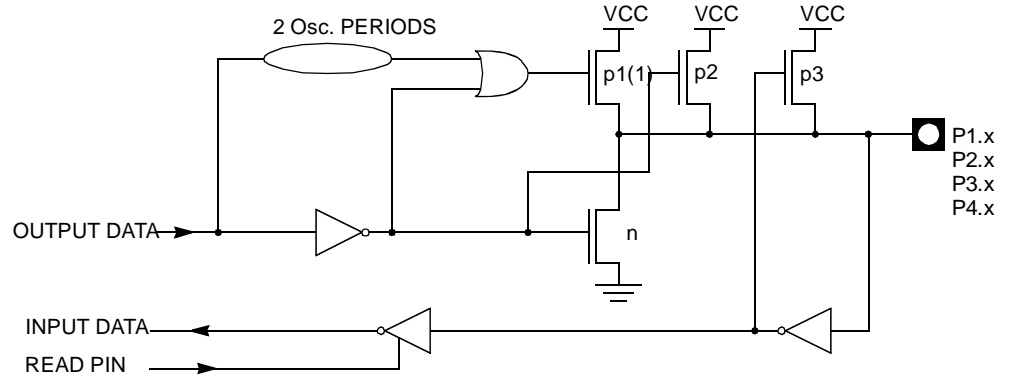 2 Osc. PERIODS
VCC VCC VCC
p1(1) p2 p3
P1.x
P2.x
P3.x
P4.x
OUTPUT DATA
n
INPUT DATA
READ PIN